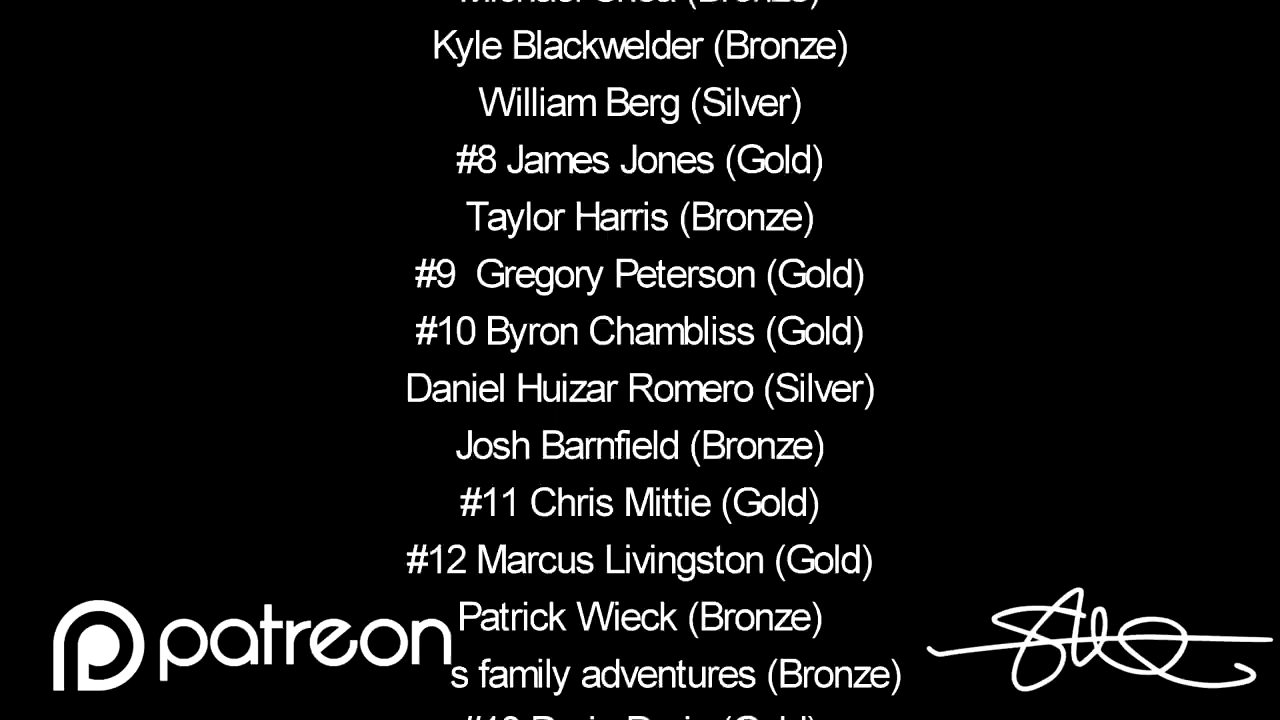 Kyle Blackwelder (Bronze)
William Berg (Silver)
#8 James Jones (Gold)
Taylor Harris (Bronze)
#9  Gregory Peterson (Gold)
#10 Byron Chambliss (Gold)
Daniel Huizar Romero (Silver)
Josh Barnfield (Bronze)
#11 Chris Mittie (Gold)
#12 Marcus Livingston (Gold)
Patrick Wieck (Bronze)
patreon
s family adventures (Bronze)